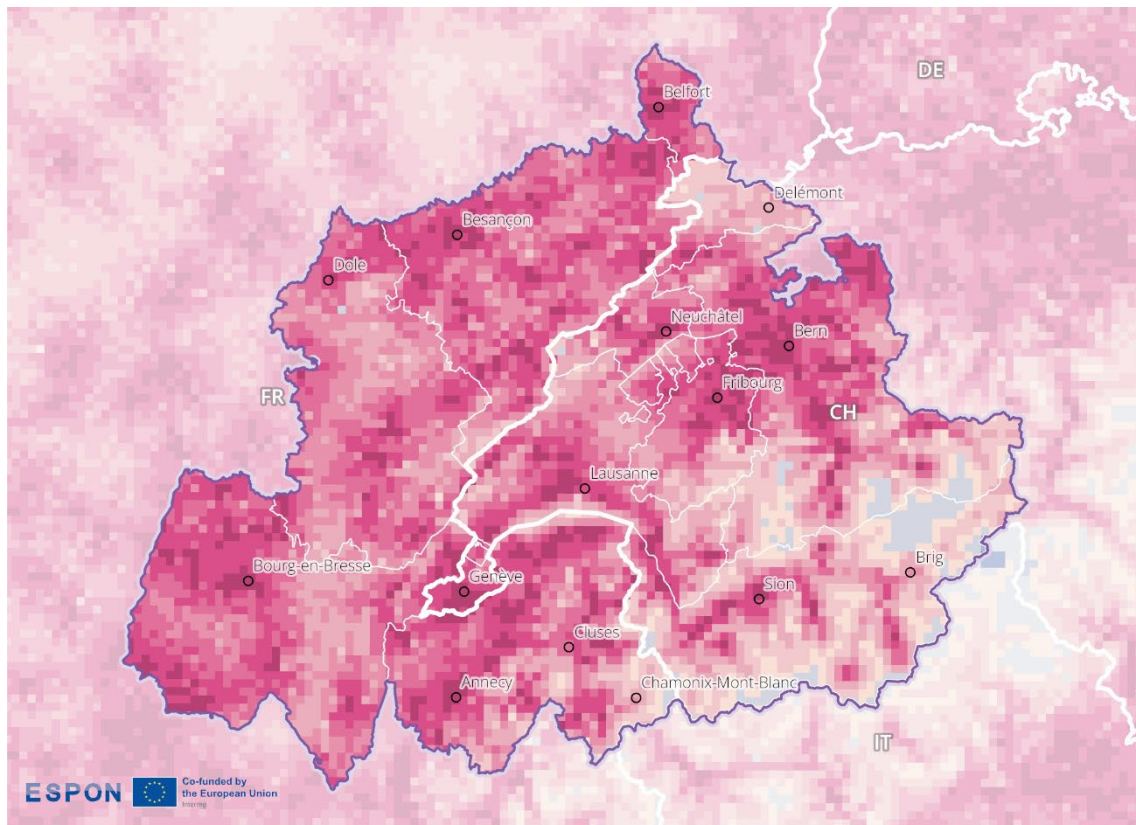 DE
Belfort
Delémont
Besançon
Dole
Neuchâtel
Bern
FR
Fribourg
CH
Lausanne
Bourg-en-Bresse
Genève
Brig
Sion
Cluses
Annecy
Chamonix-Mont-Blanc
IT
ESPON
Co-funded by
the European Union
Interreg